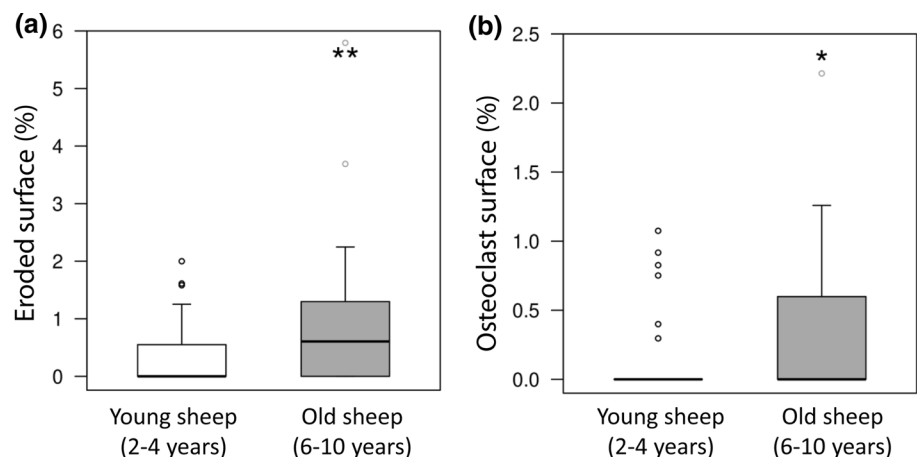 (a)
Eroded surface (%)
6
5
4
3
2
1
0
**
Young sheep
(2-4 years)
Old sheep
(6-10 years)
(b)
Osteoclast surface (%)
2.5
2.0
1.5
1.0
0.5
0.0
*
Young sheep
(2-4 years)
Old sheep
(6-10 years)